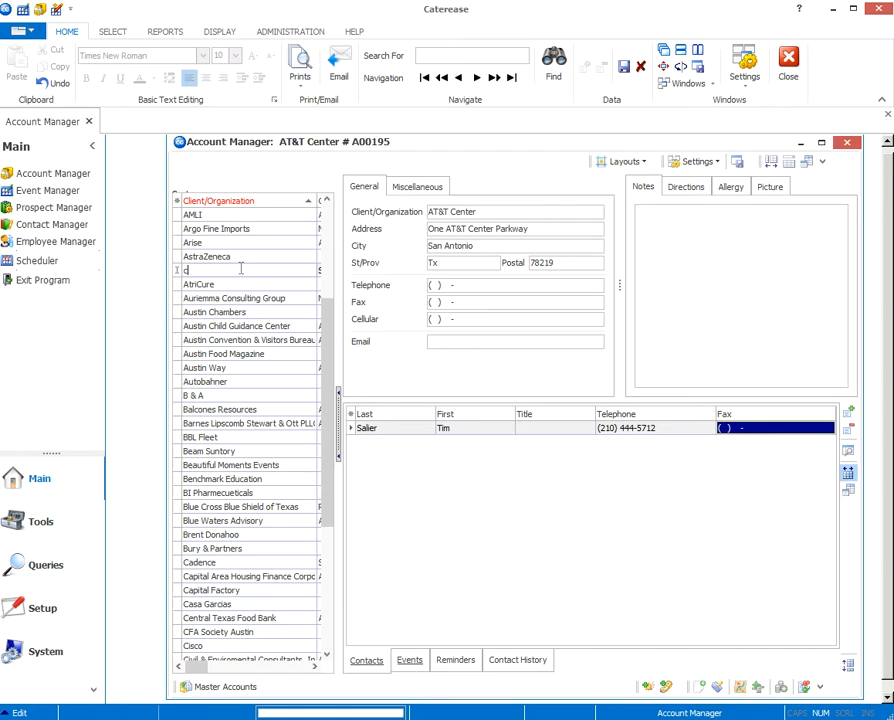 Caterease
HOME SELECT REPORTS DISPLAY ADMINISTRATION HELP
Paste
Cut
Copy
Undo
Clipboard
Times New Roman 10
B I U
Basic Text Editing
Prints
Email
Print/Email
Search For
Navigation
Find
Navigate
Data
Windows
Settings
Close
Windows
Account Manager
Main
Account Manager
Event Manager
Prospect Manager
Contact Manager
Employee Manager
Scheduler
Exit Program
Main
Tools
Queries
Setup
System
Account Manager: AT&T Center # A00195
Layouts
Settings
Client/Organization
AMLI
Argo Fine Imports
Arise
AstraZeneca
c
AtriCure
Auriemma Consulting Group
Austin Chambers
Austin Child Guidance Center
Austin Convention & Visitors Bureau
Austin Food Magazine
Austin Way
Autobahner
B & A
Balcones Resources
Barnes Lipscomb Stewart & Ott PLLC
BBL Fleet
Beam Suntory
Beautiful Moments Events
Benchmark Education
BI Pharmecueticals
Blue Cross Blue Shield of Texas
Blue Waters Advisory
Brent Donahoo
Bury & Partners
Cadence
Capital Area Housing Finance Corpo
Capital Factory
Casa Garcias
Central Texas Food Bank
CFA Society Austin
Cisco
Civil & Enviromental Consultants, In
Master Accounts
General Miscellaneous
Client/Organization AT&T Center
Address One AT&T Center Parkway
City San Antonio
St/Prov Tx Postal 78219
Telephone ( ) -
Fax ( ) -
Cellular ( ) -
Email
Notes Directions Allergy Picture
Last First Title Telephone Fax
Salier Tim (210) 444-5712 ( ) -
Contacts Events Reminders Contact History
Edit
Account Manager
CAPS NUM SCRL INS